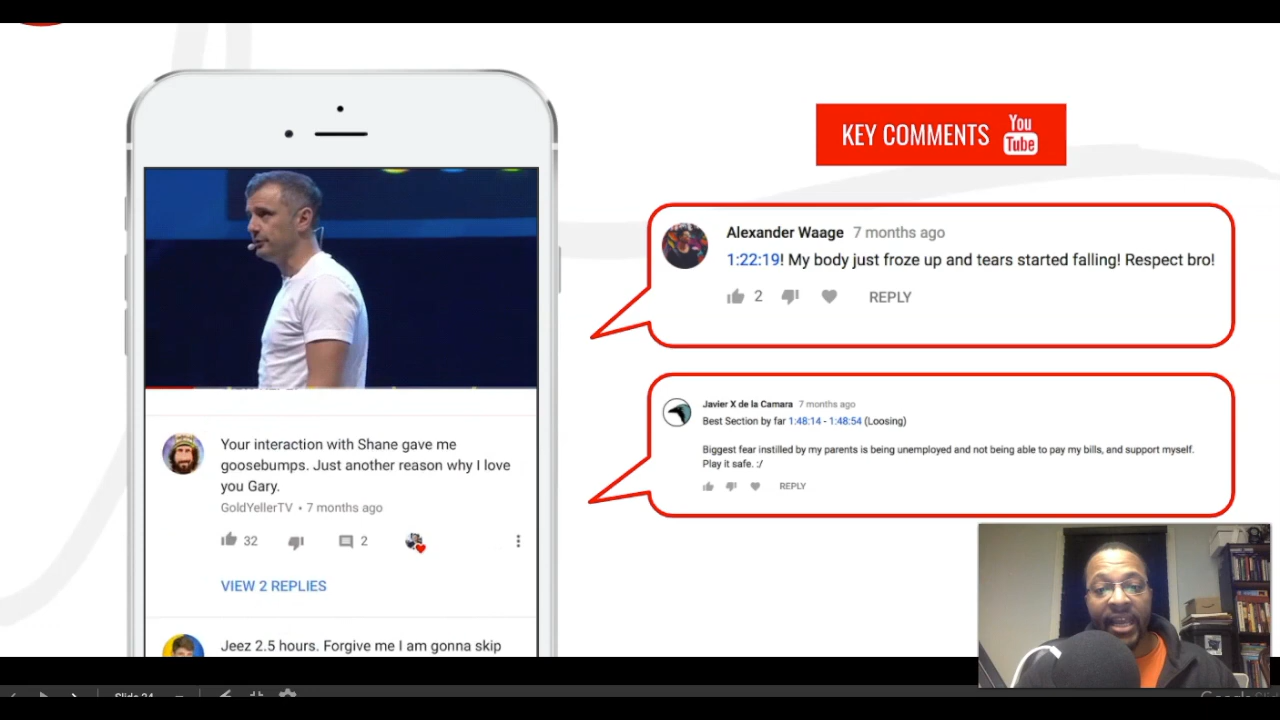 KEY COMMENTS You Tube
Alexander Waage 7 months ago
1:22:19! My body just froze up and tears started falling! Respect bro!
2 REPLY
Javier X de la Camara 7 months ago
Best Section by far 1:48:14 - 1:48:54 (Loosing)
Biggest fear instilled by my parents is being unemployed and not being able to pay my bills, and support myself.
Play it safe. :/
REPLY
Your interaction with Shane gave me
goosebumps. Just another reason why I love
you Gary.
GoldYellerTV • 7 months ago
32 2
VIEW 2 REPLIES
Jeez 2.5 hours. Forgive me I am gonna skip
Slide 24